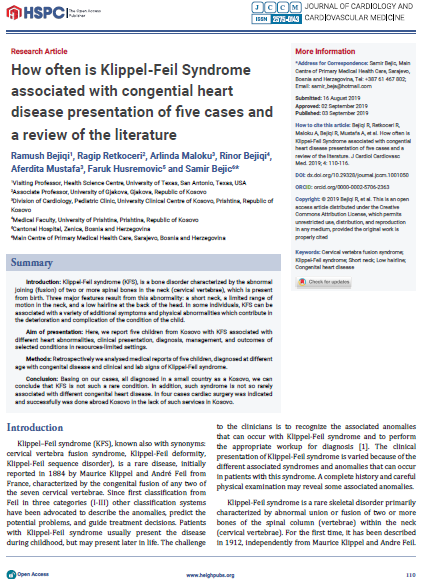 HSPC
The Open Access
Publisher
JCCM
ISSN 2575-0143
JOURNAL OF CARDIOLOGY AND
CARDIOVASCULAR MEDICINE
Research Article
How often is Klippel-Feil Syndrome
associated with congential heart
disease presentation of five cases and
a review of the literature
Ramush Bejiqi¹, Ragip Retkoceri², Arlinda Maloku³, Rinor Bejiqi⁴,
Aferdita Mustafa³, Faruk Husremovic⁵ and Samir Bejic⁶*
¹Visiting Professor, Health Science Centre, University of Texas, San Antonio, Texas, USA
²Associate Professor, University of Gjakova, Gjakova, Republic of Kosovo
³Division of Cardiology, Pediatric Clinic, University Clinical Centre of Kosovo, Prishtina, Republic of
Kosovo
⁴Medical Faculty, University of Prishtina, Prishtina, Republic of Kosovo
⁵Cantonal Hospital, Zenica, Bosnia and Herzegovina
⁶Main Centre of Primary Medical Health Care, Sarajevo, Bosnia and Herzegovina
More Information
*Address for Correspondence: Samir Bejic, Main
Centre of Primary Medical Health Care, Sarajevo,
Bosnia and Herzegovina, Tel: +387 61 467 802;
Email: samir_beja@hotmail.com
Submitted: 16 August 2019
Approved: 02 September 2019
Published: 03 September 2019
How to cite this article: Bejiqi R, Retkoceri R,
Maloku A, Bejiqi R, Mustafa A, et al. How often is
Klippel-Feil Syndrome associated with congential
heart disease presentation of five cases and a
review of the literature. J Cardiol Cardiovasc
Med. 2019; 4: 110-116.
DOI: dx.doi.org/10.29328/journal.jccm.1001050
ORCiD: orcid.org/0000-0002-5706-2363
Copyright: © 2019 Bejiqi R, et al. This is an open
access article distributed under the Creative
Commons Attribution License, which permits
unrestricted use, distribution, and reproduction
in any medium, provided the original work is
properly cited
Keywords: Cervical vertebra fusion syndrome;
Klippel-Feil syndrome; Short neck; Low hairline;
Congenital heart disease
Check for updates
Summary
Introduction: Klippel-Feil syndrome (KFS), is a bone disorder characterized by the abnormal
joining (fusion) of two or more spinal bones in the neck (cervical vertebrae), which is present
from birth. Three major features result from this abnormality: a short neck, a limited range of
motion in the neck, and a low hairline at the back of the head. In some individuals, KFS can be
associated with a variety of additional symptoms and physical abnormalities which contribute in
the deterioration and complication of the condition of the child.
Aim of presentation: Here, we report five children from Kosovo with KFS associated with
different heart abnormalities, clinical presentation, diagnosis, management, and outcomes of
selected conditions in resources-limited settings.
Methods: Retrospectively we analysed medical reports of five children, diagnosed at different
age with congenital disease and clinical and lab signs of Klippel-Feil syndrome.
Conclusion: Basing on our cases, all diagnosed in a small country as a Kosovo, we can
conclude that KFS is not such a rare condition. In addition, such syndrome is not so rarely
associated with different congenital heart disease. In four cases cardiac surgery was indicated
and successfully was done abroad Kosovo in the lack of such services in Kosovo.
Introduction
Klippel–Feil syndrome (KFS), known also with synonyms:
cervical vertebra fusion syndrome, Klippel-Feil deformity,
Klippel-Feil sequence disorder), is a rare disease, initially
reported in 1884 by Maurice Klippel and André Feil from
France, characterized by the congenital fusion of any two of
the seven cervical vertebrae. Since first classification from
Feil in three categories (I-III) other classification systems
have been advocated to describe the anomalies, predict the
potential problems, and guide treatment decisions. Patients
with Klippel-Feil syndrome usually present the disease
during childhood, but may present later in life. The challenge
to the clinicians is to recognize the associated anomalies
that can occur with Klippel-Feil syndrome and to perform
the appropriate workup for diagnosis [1]. The clinical
presentation of Klippel-Feil syndrome is varied because of the
different associated syndromes and anomalies that can occur
in patients with this syndrome. A complete history and careful
physical examination may reveal some associated anomalies.
Klippel-Feil syndrome is a rare skeletal disorder primarily
characterized by abnormal union or fusion of two or more
bones of the spinal column (vertebrae) within the neck
(cervical vertebrae). For the first time, it has been described
in 1912, independently from Maurice Klippel and Andre Feil.
Open Access
www.heighpubs.org
110